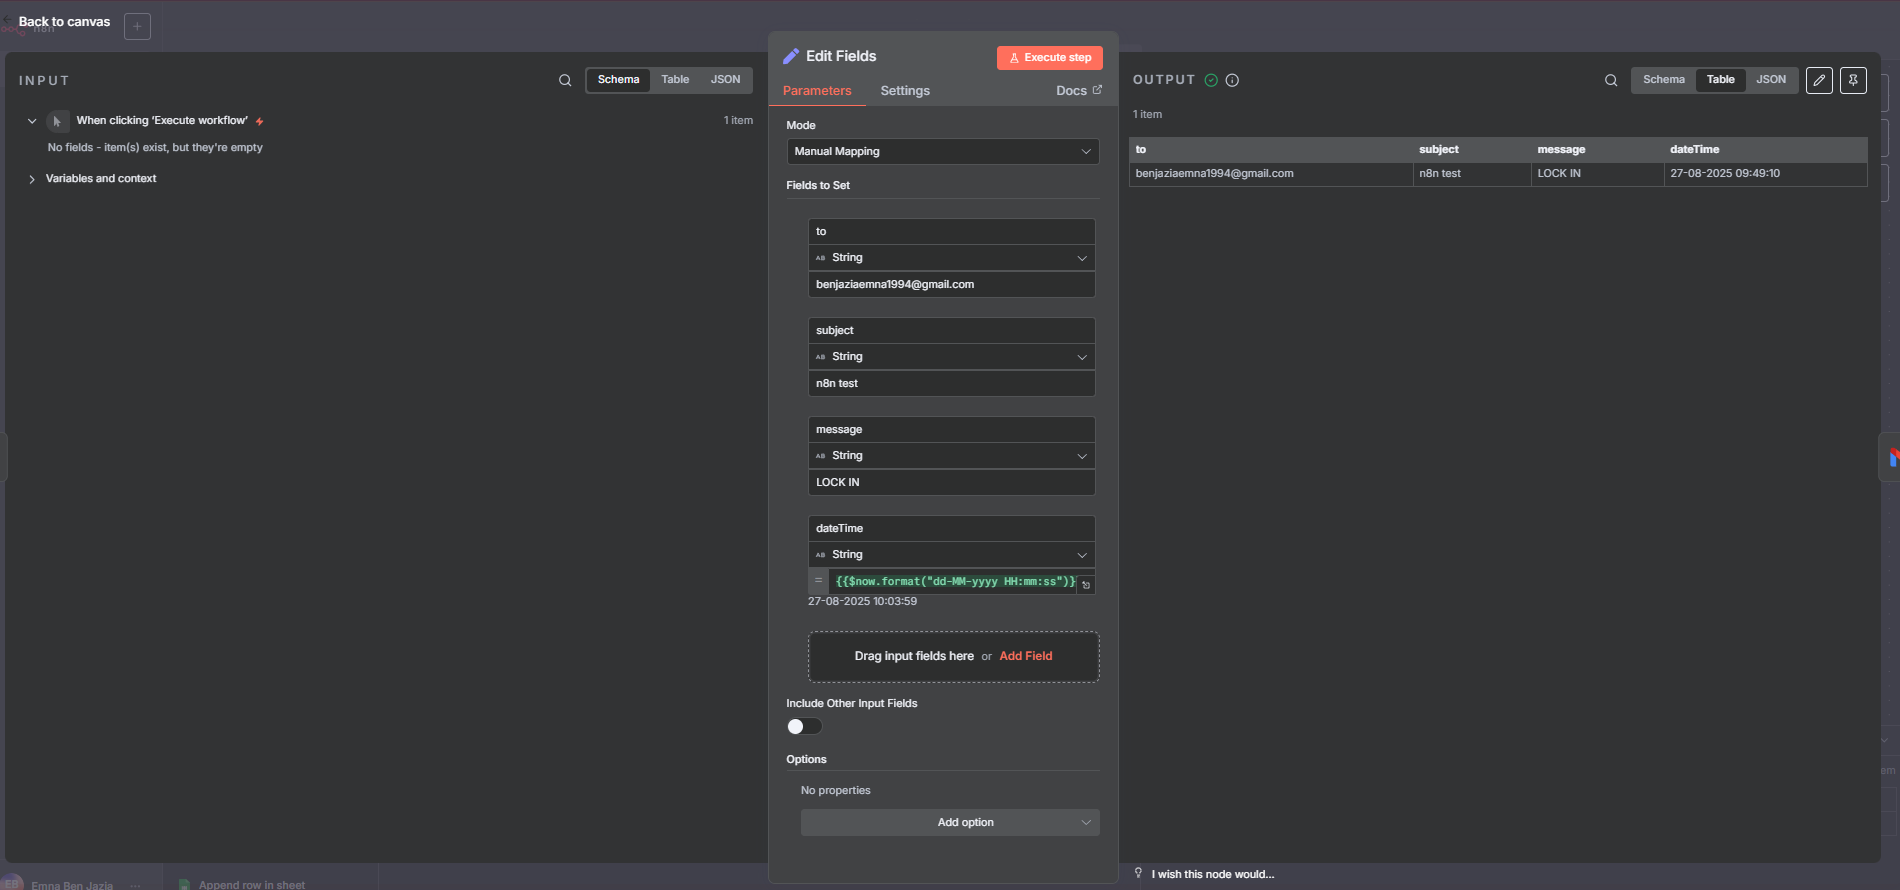 Back to canvas
n8n
INPUT
Schema Table JSON
When clicking ‘Execute workflow’
1 item
No fields - item(s) exist, but they're empty
Variables and context
Edit Fields
Execute step
Parameters Settings Docs
Mode
Manual Mapping
Fields to Set
to
AB String
benjaziaemna1994@gmail.com
subject
AB String
n8n test
message
AB String
LOCK IN
dateTime
AB String
= {{$now.format("dd-MM-yyyy HH:mm:ss")}
27-08-2025 10:03:59
Drag input fields here or Add Field
Include Other Input Fields
Options
No properties
Add option
OUTPUT
Schema Table JSON
1 item
to subject message dateTime
benjaziaemna1994@gmail.com n8n test LOCK IN 27-08-2025 09:49:10
I wish this node would...
EB Emna Ben Jazia ...
Append row in sheet